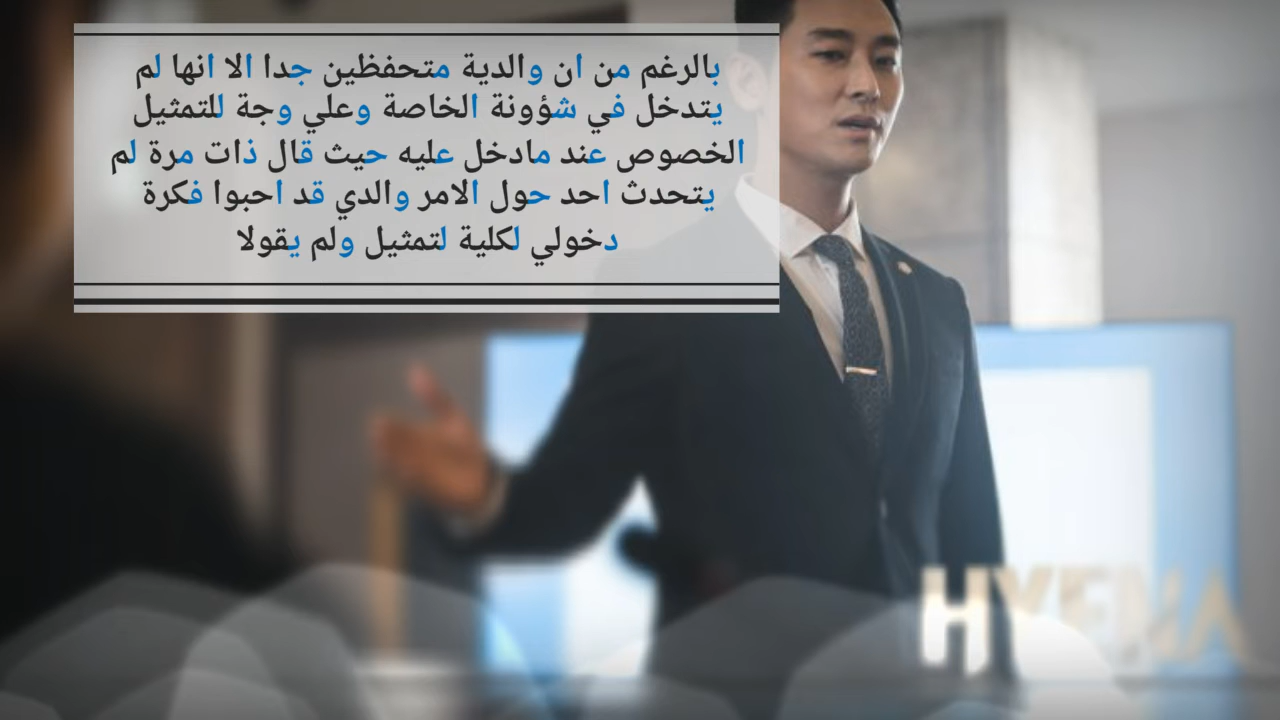 بالرغم من ان والدية متحفظين جدا الا انها لم
يتدخل في شؤونة الخاصة وعلي وجة للتمثيل
الخصوص عند مادخل عليه حيث قال ذات مرة لم
يتحدث احد حول الامر والدي قد احبوا فكرة
دخولي لكلية لتمثيل ولم يقولا
HYENA